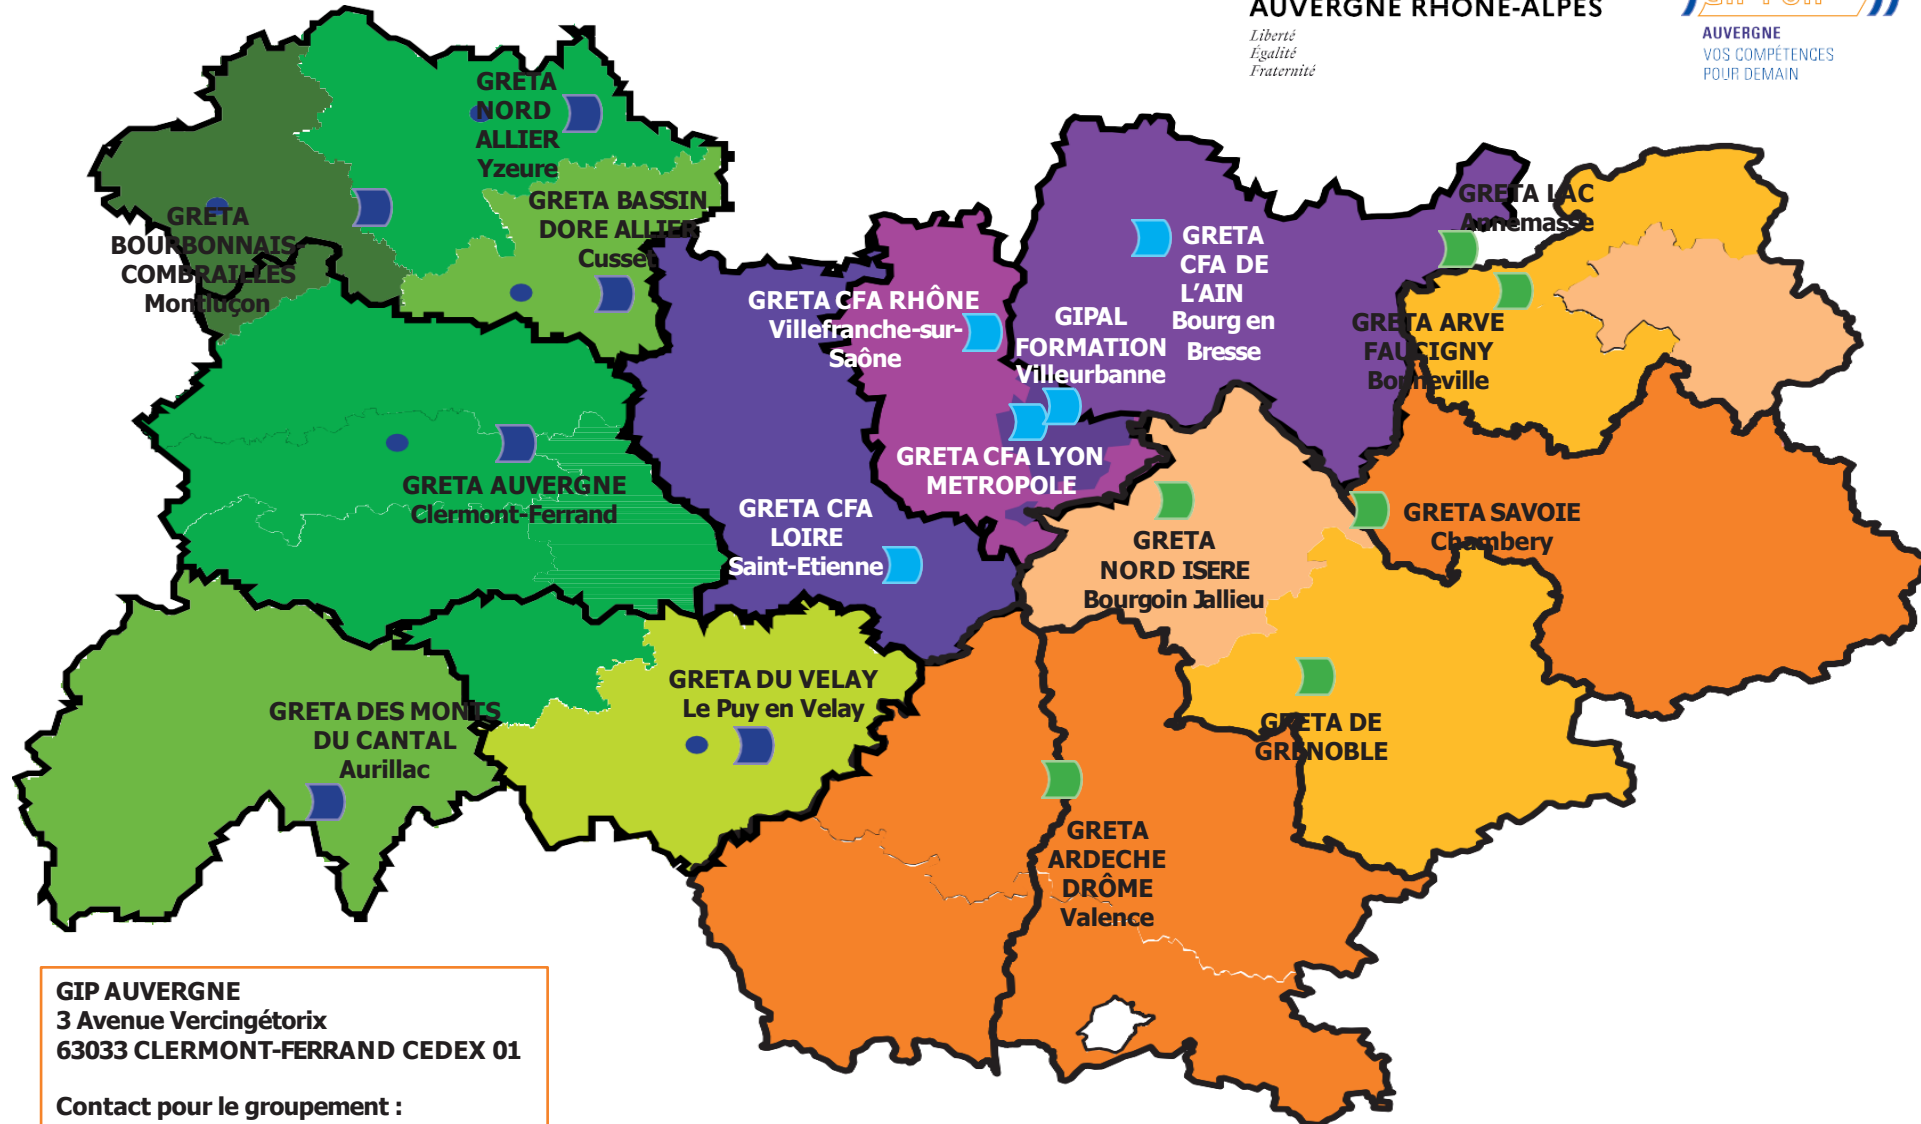 AUVERGNE RHÔNE-ALPES
Liberté
Égalité
Fraternité
AUVERGNE
VOS COMPÉTENCES
POUR DEMAIN
GRETA
NORD
ALLIER
Yzeure
GRETA BASSIN
DORE ALLIER
Cusset
GRETA
BOURBONNAIS-
COMBRAILLES
Montluçon
GRETA LAC
Annemasse
GRETA
CFA DE
L'AIN
Bourg en
Bresse
GRETA CFA RHÔNE
Villefranche-sur-
Saône
GIPAL
FORMATION
Villeurbanne
GRETA ARVE
FAUCIGNY
Bonneville
GRETA CFA LYON
METROPOLE
GRETA AUVERGNE
Clermont-Ferrand
GRETA CFA
LOIRE
Saint-Etienne
GRETA SAVOIE
Chambery
GRETA
NORD ISERE
Bourgoin Jallieu
GRETA DU VELAY
Le Puy en Velay
GRETA DES MONTS
DU CANTAL
Aurillac
GRETA DE
GRENOBLE
GRETA
ARDECHE
DRÔME
Valence
GIP AUVERGNE
3 Avenue Vercingétorix
63033 CLERMONT-FERRAND CEDEX 01
Contact pour le groupement :